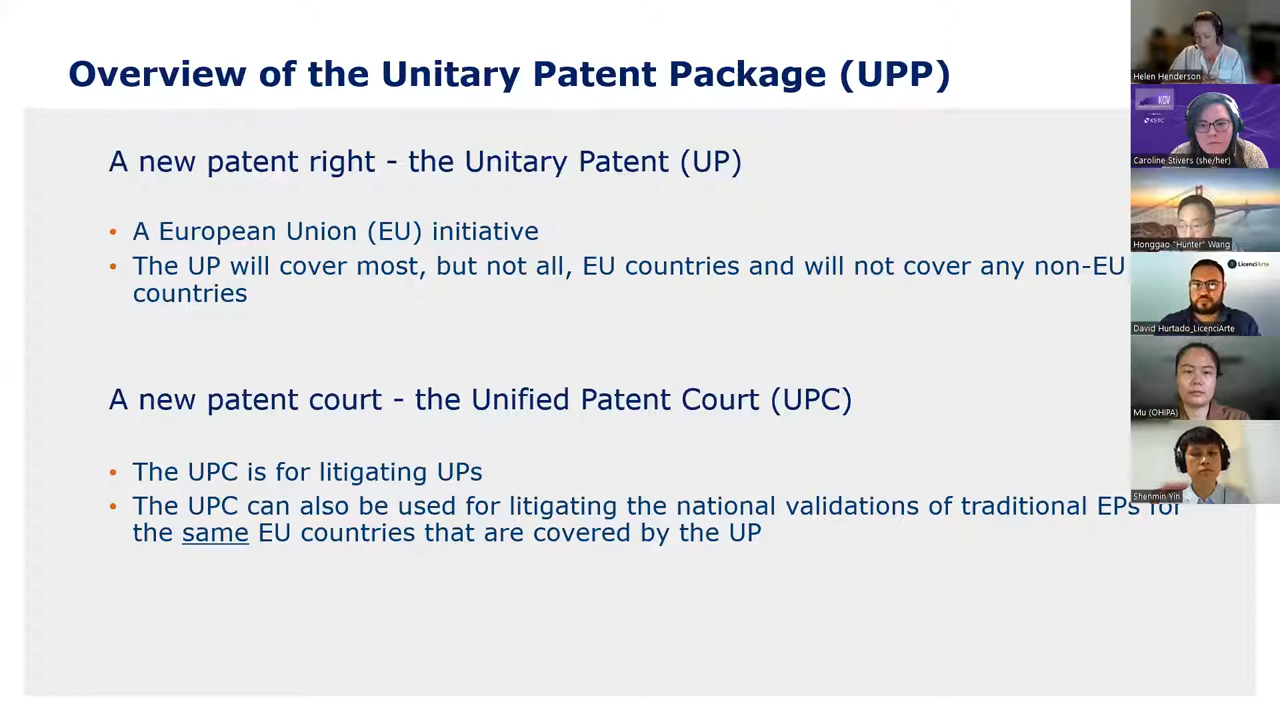 Overview of the Unitary Patent Package (UPP)
A new patent right - the Unitary Patent (UP)
• A European Union (EU) initiative
• The UP will cover most, but not all, EU countries and will not cover any non-EU
countries
A new patent court - the Unified Patent Court (UPC)
• The UPC is for litigating UPs
• The UPC can also be used for litigating the national validations of traditional EPs for
the same EU countries that are covered by the UP
Helen Henderson
KCV
KSTC
Caroline Stivers (she/her)
Honggao "Hunter" Wang
LicenciArte
David Hurtado_LicenciArte
Mu (OHIPA)
Shenmin Yin